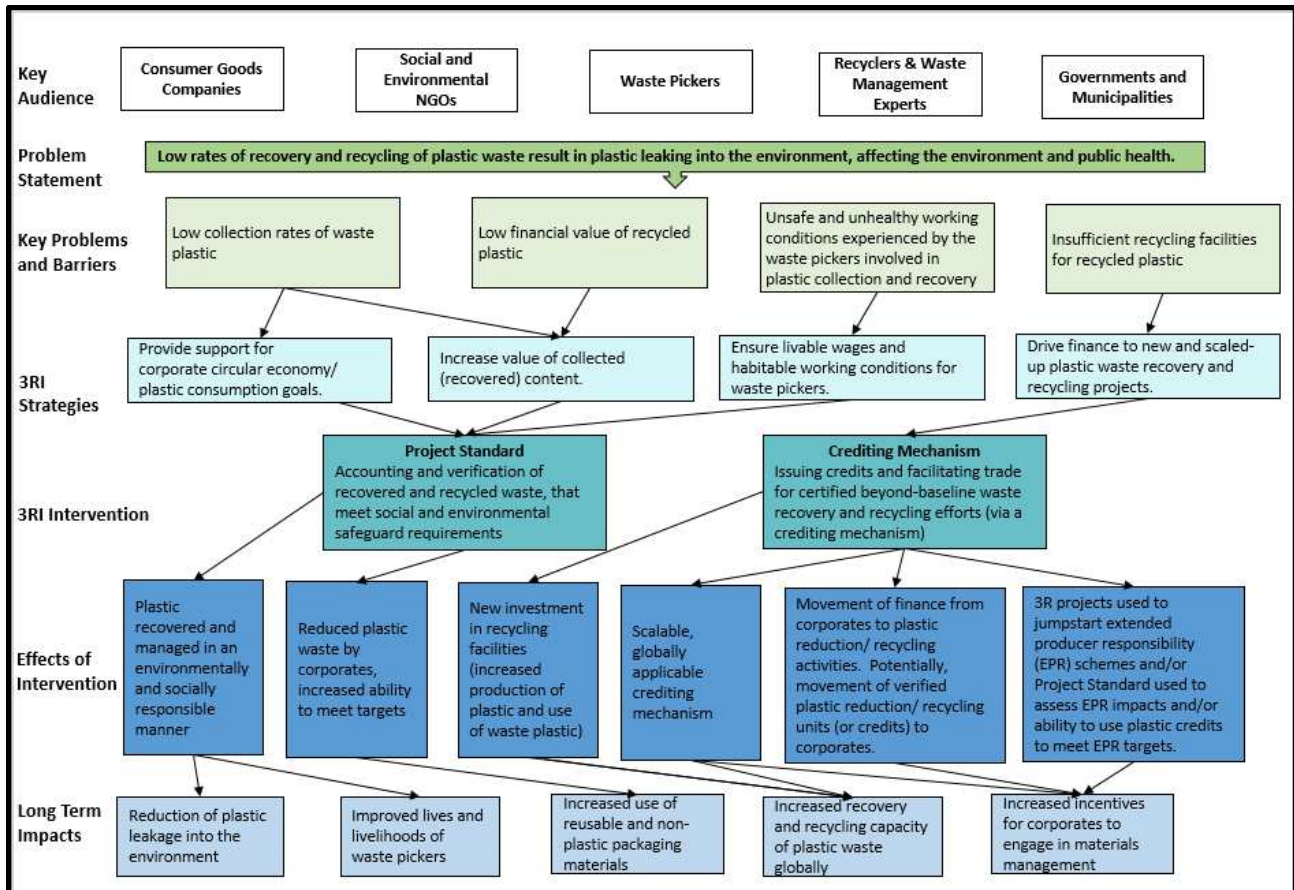 Key
Audience
Consumer Goods
Companies
Social and
Environmental
NGOs
Waste Pickers
Recyclers & Waste
Management
Experts
Governments and
Municipalities
Problem
Statement
Low rates of recovery and recycling of plastic waste result in plastic leaking into the environment, affecting the environment and public health.
Key Problems
and Barriers
Low collection rates of waste
plastic
Low financial value of recycled
plastic
Unsafe and unhealthy working
conditions experienced by the
waste pickers involved in
plastic collection and recovery
Insufficient recycling facilities
for recycled plastic
3RI
Strategies
Provide support for
corporate circular economy/
plastic consumption goals.
Increase value of collected
(recovered) content.
Ensure livable wages and
habitable working conditions for
waste pickers.
Drive finance to new and scaled-
up plastic waste recovery and
recycling projects.
3RI Intervention
Project Standard
Accounting and verification of
recovered and recycled waste, that
meet social and environmental
safeguard requirements
Crediting Mechanism
Issuing credits and facilitating trade
for certified beyond-baseline waste
recovery and recycling efforts (via a
crediting mechanism)
Effects of
Intervention
Plastic
recovered and
managed in an
environmentally
and socially
responsible
manner
Reduced plastic
waste by
corporates,
increased ability
to meet targets
New investment
in recycling
facilities
(increased
production of
plastic and use
of waste plastic)
Scalable,
globally
applicable
crediting
mechanism
Movement of finance from
corporates to plastic
reduction/ recycling
activities.  Potentially,
movement of verified
plastic reduction/ recycling
units (or credits) to
corporates.
3R projects used to
jumpstart extended
producer responsibility
(EPR) schemes and/or
Project Standard used to
assess EPR impacts and/or
ability to use plastic credits
to meet EPR targets.
Long Term
Impacts
Reduction of plastic
leakage into the
environment
Improved lives and
livelihoods of
waste pickers
Increased use of
reusable and non-
plastic packaging
materials
Increased recovery
and recycling capacity
of plastic waste
globally
Increased incentives
for corporates to
engage in materials
management